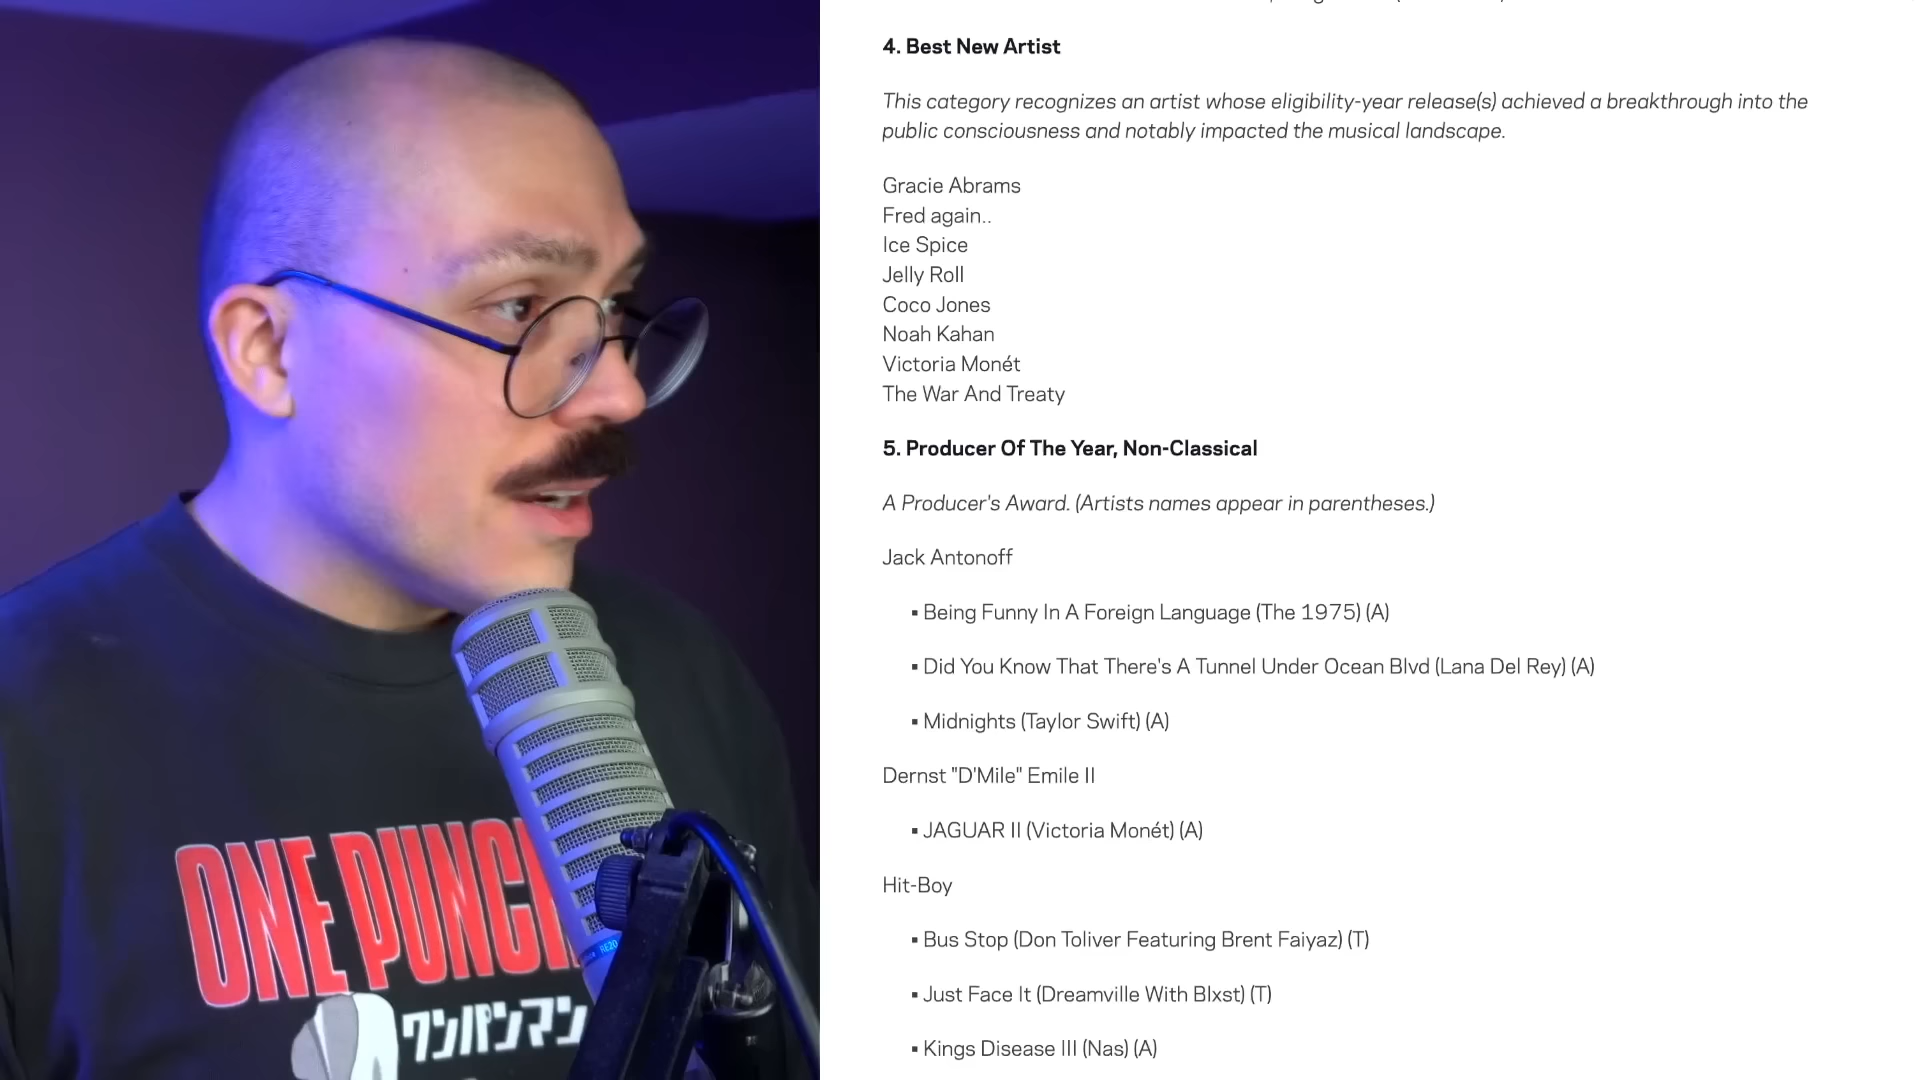 4. Best New Artist
This category recognizes an artist whose eligibility-year release(s) achieved a breakthrough into the
public consciousness and notably impacted the musical landscape.
Gracie Abrams
Fred again..
Ice Spice
Jelly Roll
Coco Jones
Noah Kahan
Victoria Monét
The War And Treaty
5. Producer Of The Year, Non-Classical
A Producer's Award. (Artists names appear in parentheses.)
Jack Antonoff
▪ Being Funny In A Foreign Language (The 1975) (A)
▪ Did You Know That There's A Tunnel Under Ocean Blvd (Lana Del Rey) (A)
▪ Midnights (Taylor Swift) (A)
Dernst "D'Mile" Emile II
▪ JAGUAR II (Victoria Monét) (A)
Hit-Boy
▪ Bus Stop (Don Toliver Featuring Brent Faiyaz) (T)
▪ Just Face It (Dreamville With Blxst) (T)
▪ Kings Disease III (Nas) (A)
ONE PUNCH
ワンパンマン
RE20